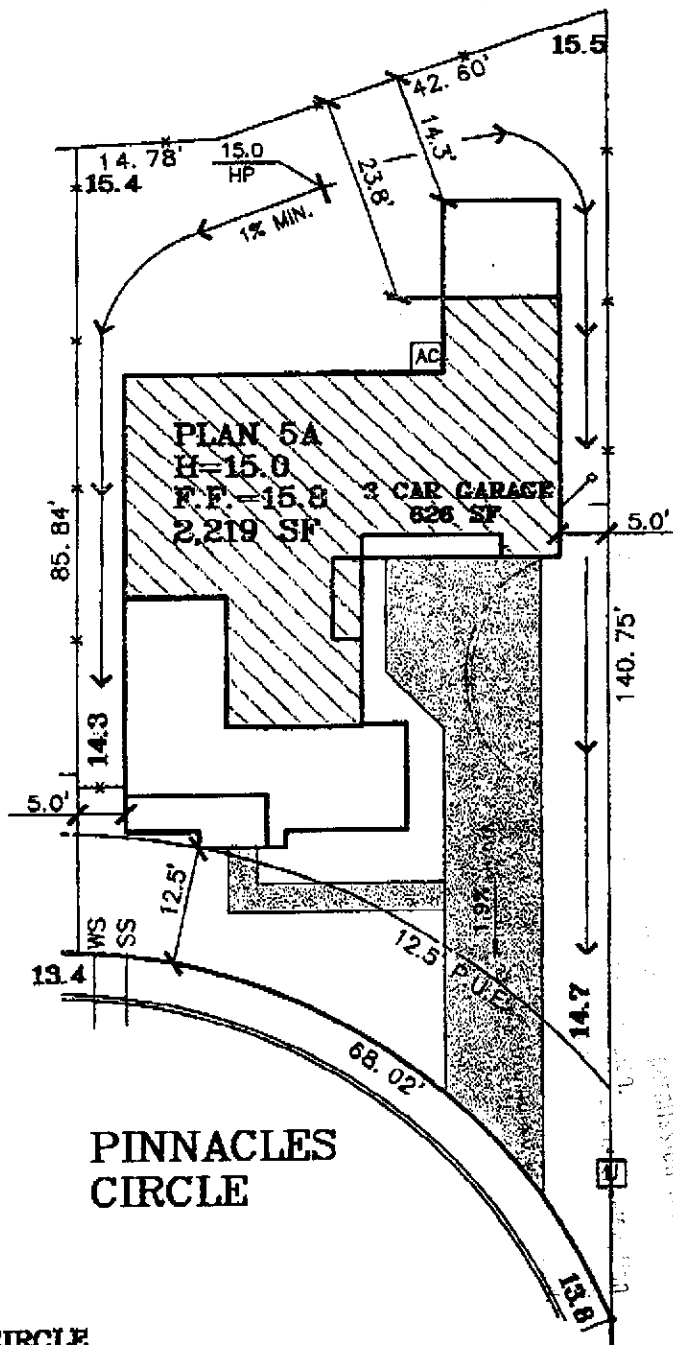 15.5
42.60'
14.78'
15.0
HP
14.3'
23.8'
15.4
1% MIN.
AC
PLAN 5A
H=15.0
F.F.=15.8
2,219 SF
3 CAR GARAGE
626 SF
5.0'
85.84'
140.75'
14.3
5.0'
12.5'
WS
SS
1.9%
12.5' P.U.E.
13.4
14.7
68.02'
PINNACLES
CIRCLE
13.8
CIRCLE